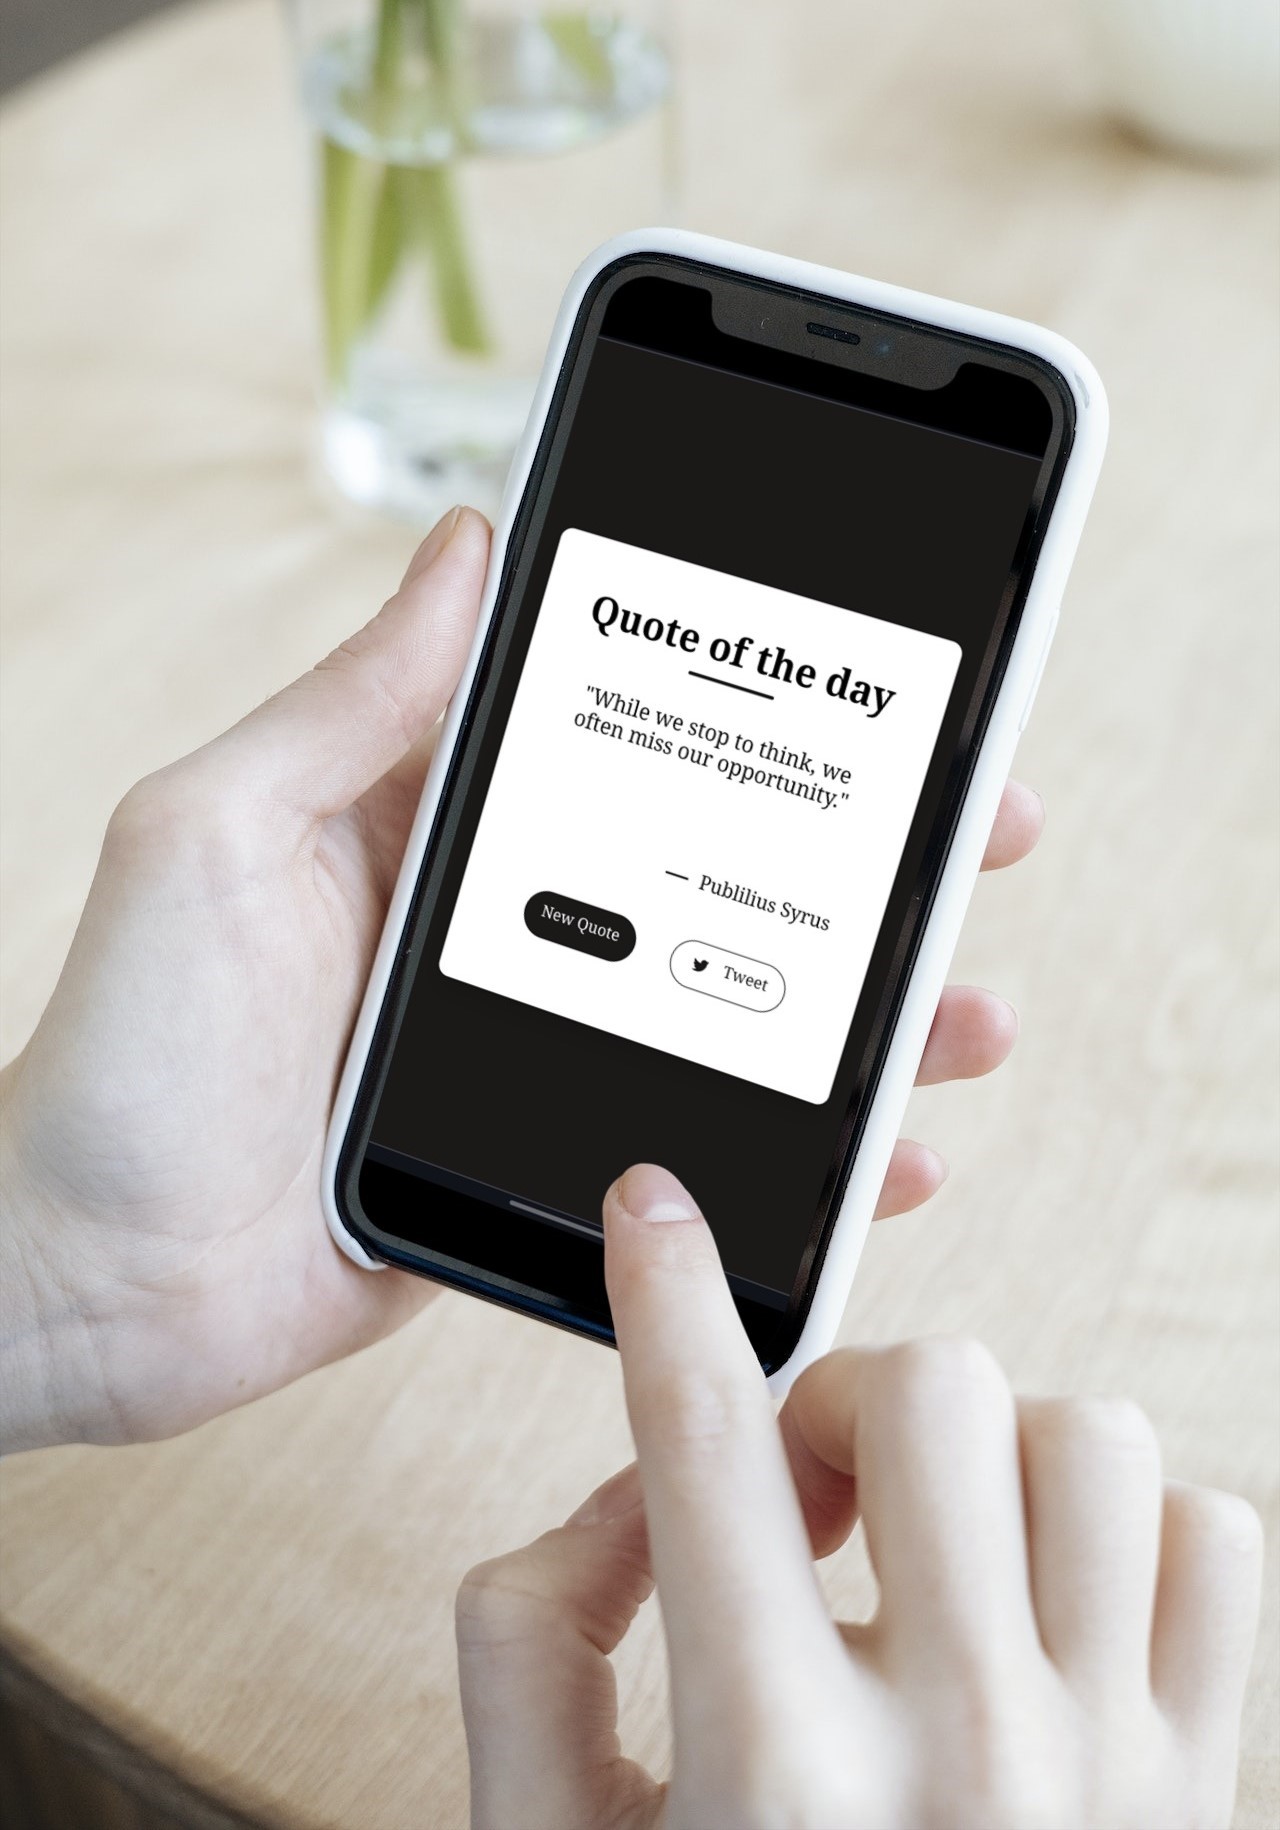 Quote of the day
"While we stop to think, we
often miss our opportunity."
— Publilius Syrus
New Quote
Tweet